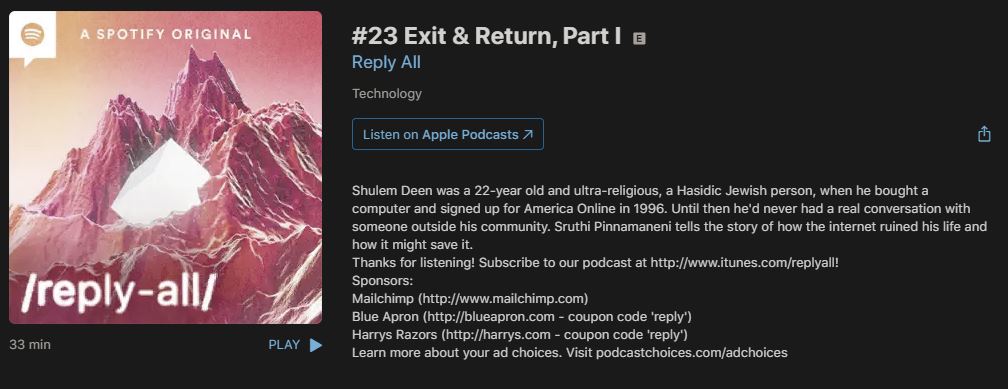 A SPOTIFY ORIGINAL
/reply-all/
33 min
PLAY
#23 Exit & Return, Part I E
Reply All
Technology
Listen on Apple Podcasts ↗
Shulem Deen was a 22-year old and ultra-religious, a Hasidic Jewish person, when he bought a
computer and signed up for America Online in 1996. Until then he'd never had a real conversation with
someone outside his community. Sruthi Pinnamaneni tells the story of how the internet ruined his life and
how it might save it.
Thanks for listening! Subscribe to our podcast at http://www.itunes.com/replyall!
Sponsors:
Mailchimp (http://www.mailchimp.com)
Blue Apron (http://blueapron.com - coupon code 'reply')
Harrys Razors (http://harrys.com - coupon code 'reply')
Learn more about your ad choices. Visit podcastchoices.com/adchoices